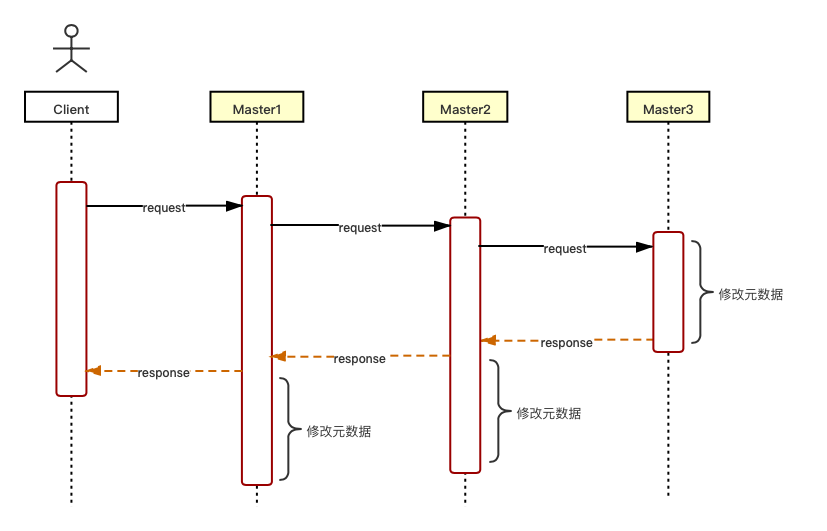 Client
Master1
Master2
Master3
request
request
request
修改元数据
response
response
response
修改元数据
修改元数据